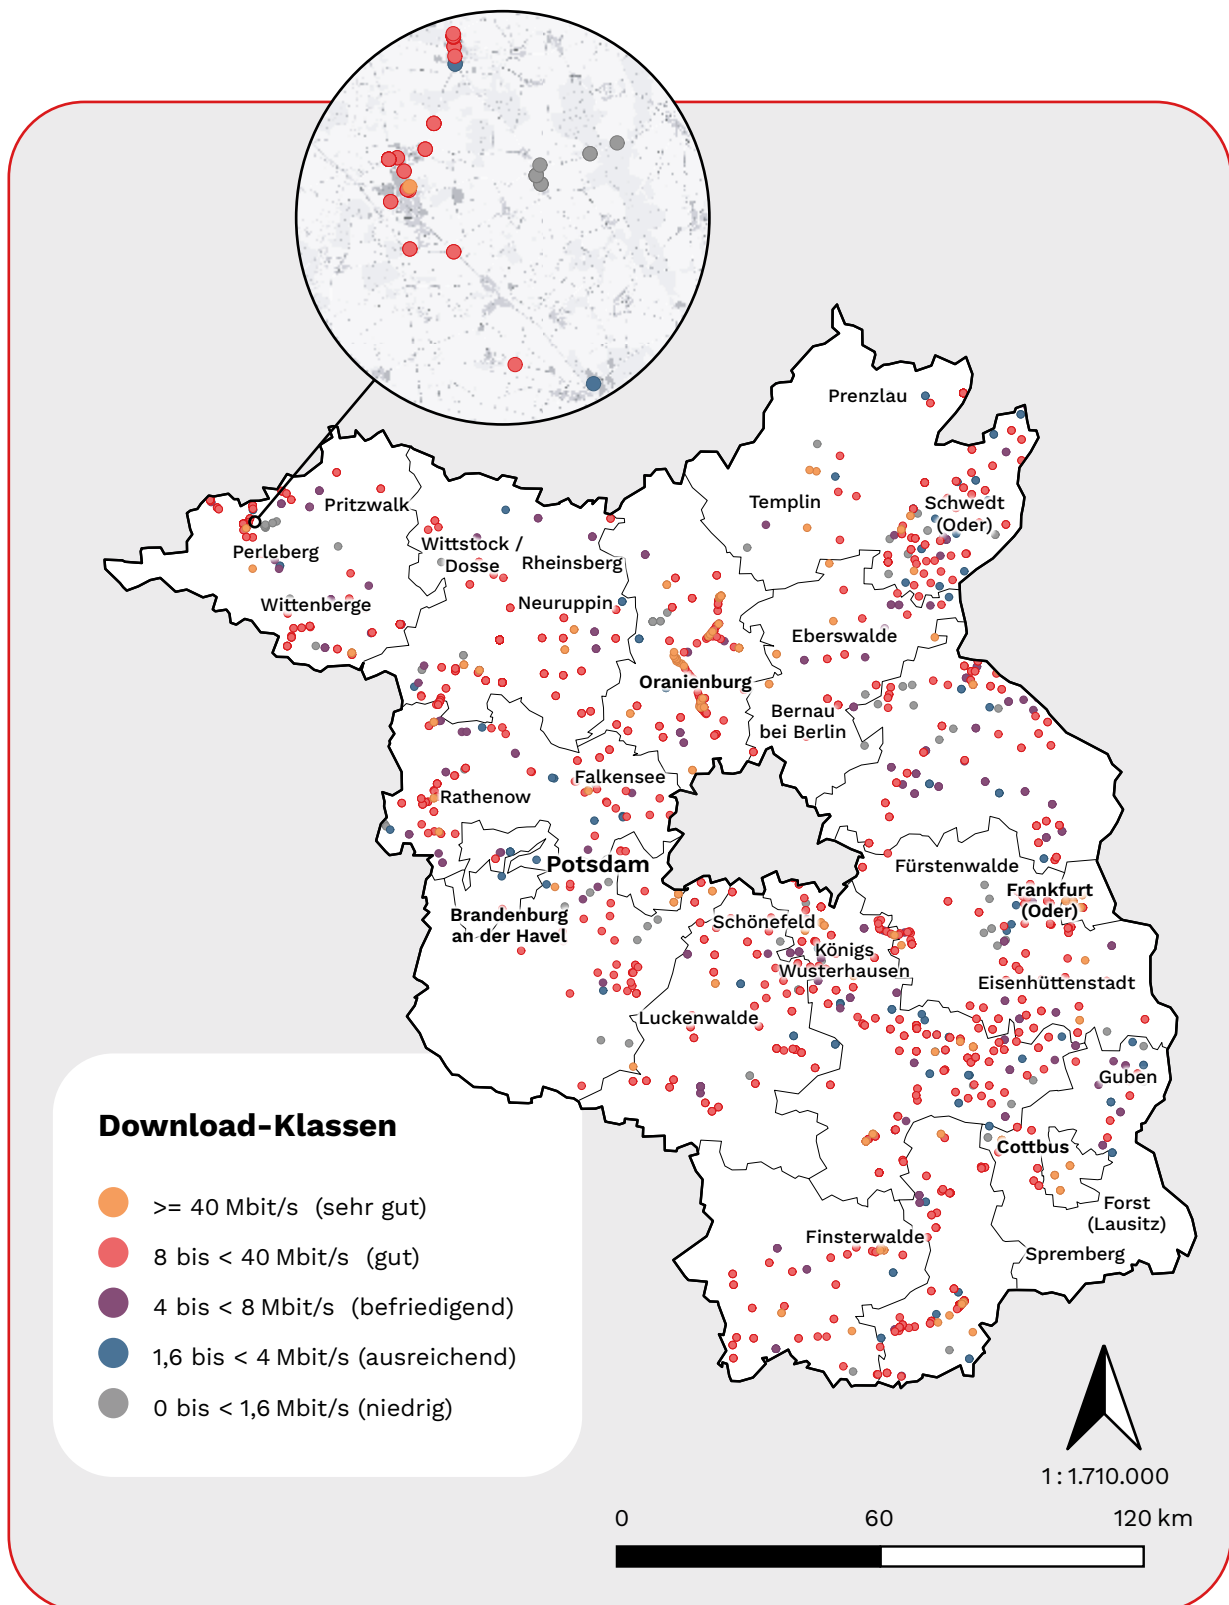 Prenzlau
Templin
Schwedt
(Oder)
Pritzwalk
Perleberg
Wittstock /
Dosse
Rheinsberg
Wittenberge
Neuruppin
Eberswalde
Oranienburg
Bernau
bei Berlin
Falkensee
Rathenow
Potsdam
Fürstenwalde
Frankfurt
(Oder)
Brandenburg
an der Havel
Schönefeld
Königs
Wusterhausen
Eisenhüttenstadt
Luckenwalde
Guben
Cottbus
Forst
(Lausitz)
Finsterwalde
Spremberg
Download-Klassen
>= 40 Mbit/s (sehr gut)
8 bis < 40 Mbit/s (gut)
4 bis < 8 Mbit/s (befriedigend)
1,6 bis < 4 Mbit/s (ausreichend)
0 bis < 1,6 Mbit/s (niedrig)
1 : 1.710.000
0 60 120 km